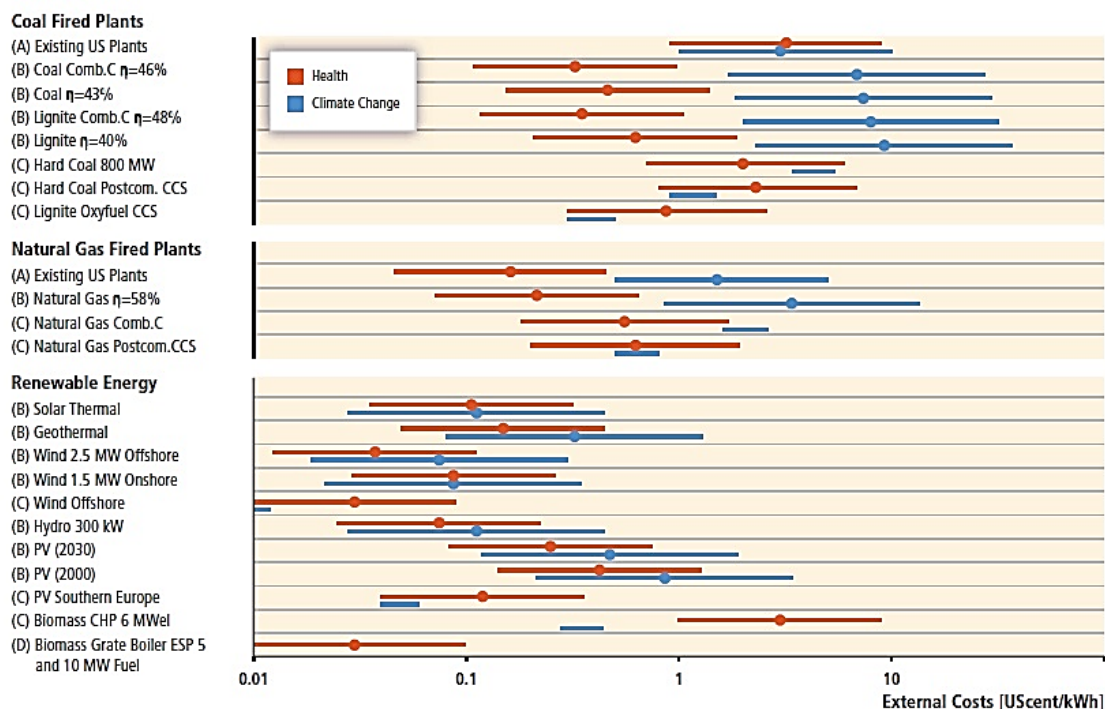 Coal Fired Plants
(A) Existing US Plants
(B) Coal Comb.C η=46%
(B) Coal η=43%
(B) Lignite Comb.C η=48%
(B) Lignite η=40%
(C) Hard Coal 800 MW
(C) Hard Coal Postcom. CCS
(C) Lignite Oxyfuel CCS
Health
Climate Change
Natural Gas Fired Plants
(A) Existing US Plants
(B) Natural Gas η=58%
(C) Natural Gas Comb.C
(C) Natural Gas Postcom.CCS
Renewable Energy
(B) Solar Thermal
(B) Geothermal
(B) Wind 2.5 MW Offshore
(B) Wind 1.5 MW Onshore
(C) Wind Offshore
(B) Hydro 300 kW
(B) PV (2030)
(B) PV (2000)
(C) PV Southern Europe
(C) Biomass CHP 6 MWel
(D) Biomass Grate Boiler ESP 5
and 10 MW Fuel
0.01 0.1 1 10
External Costs [UScent/kWh]